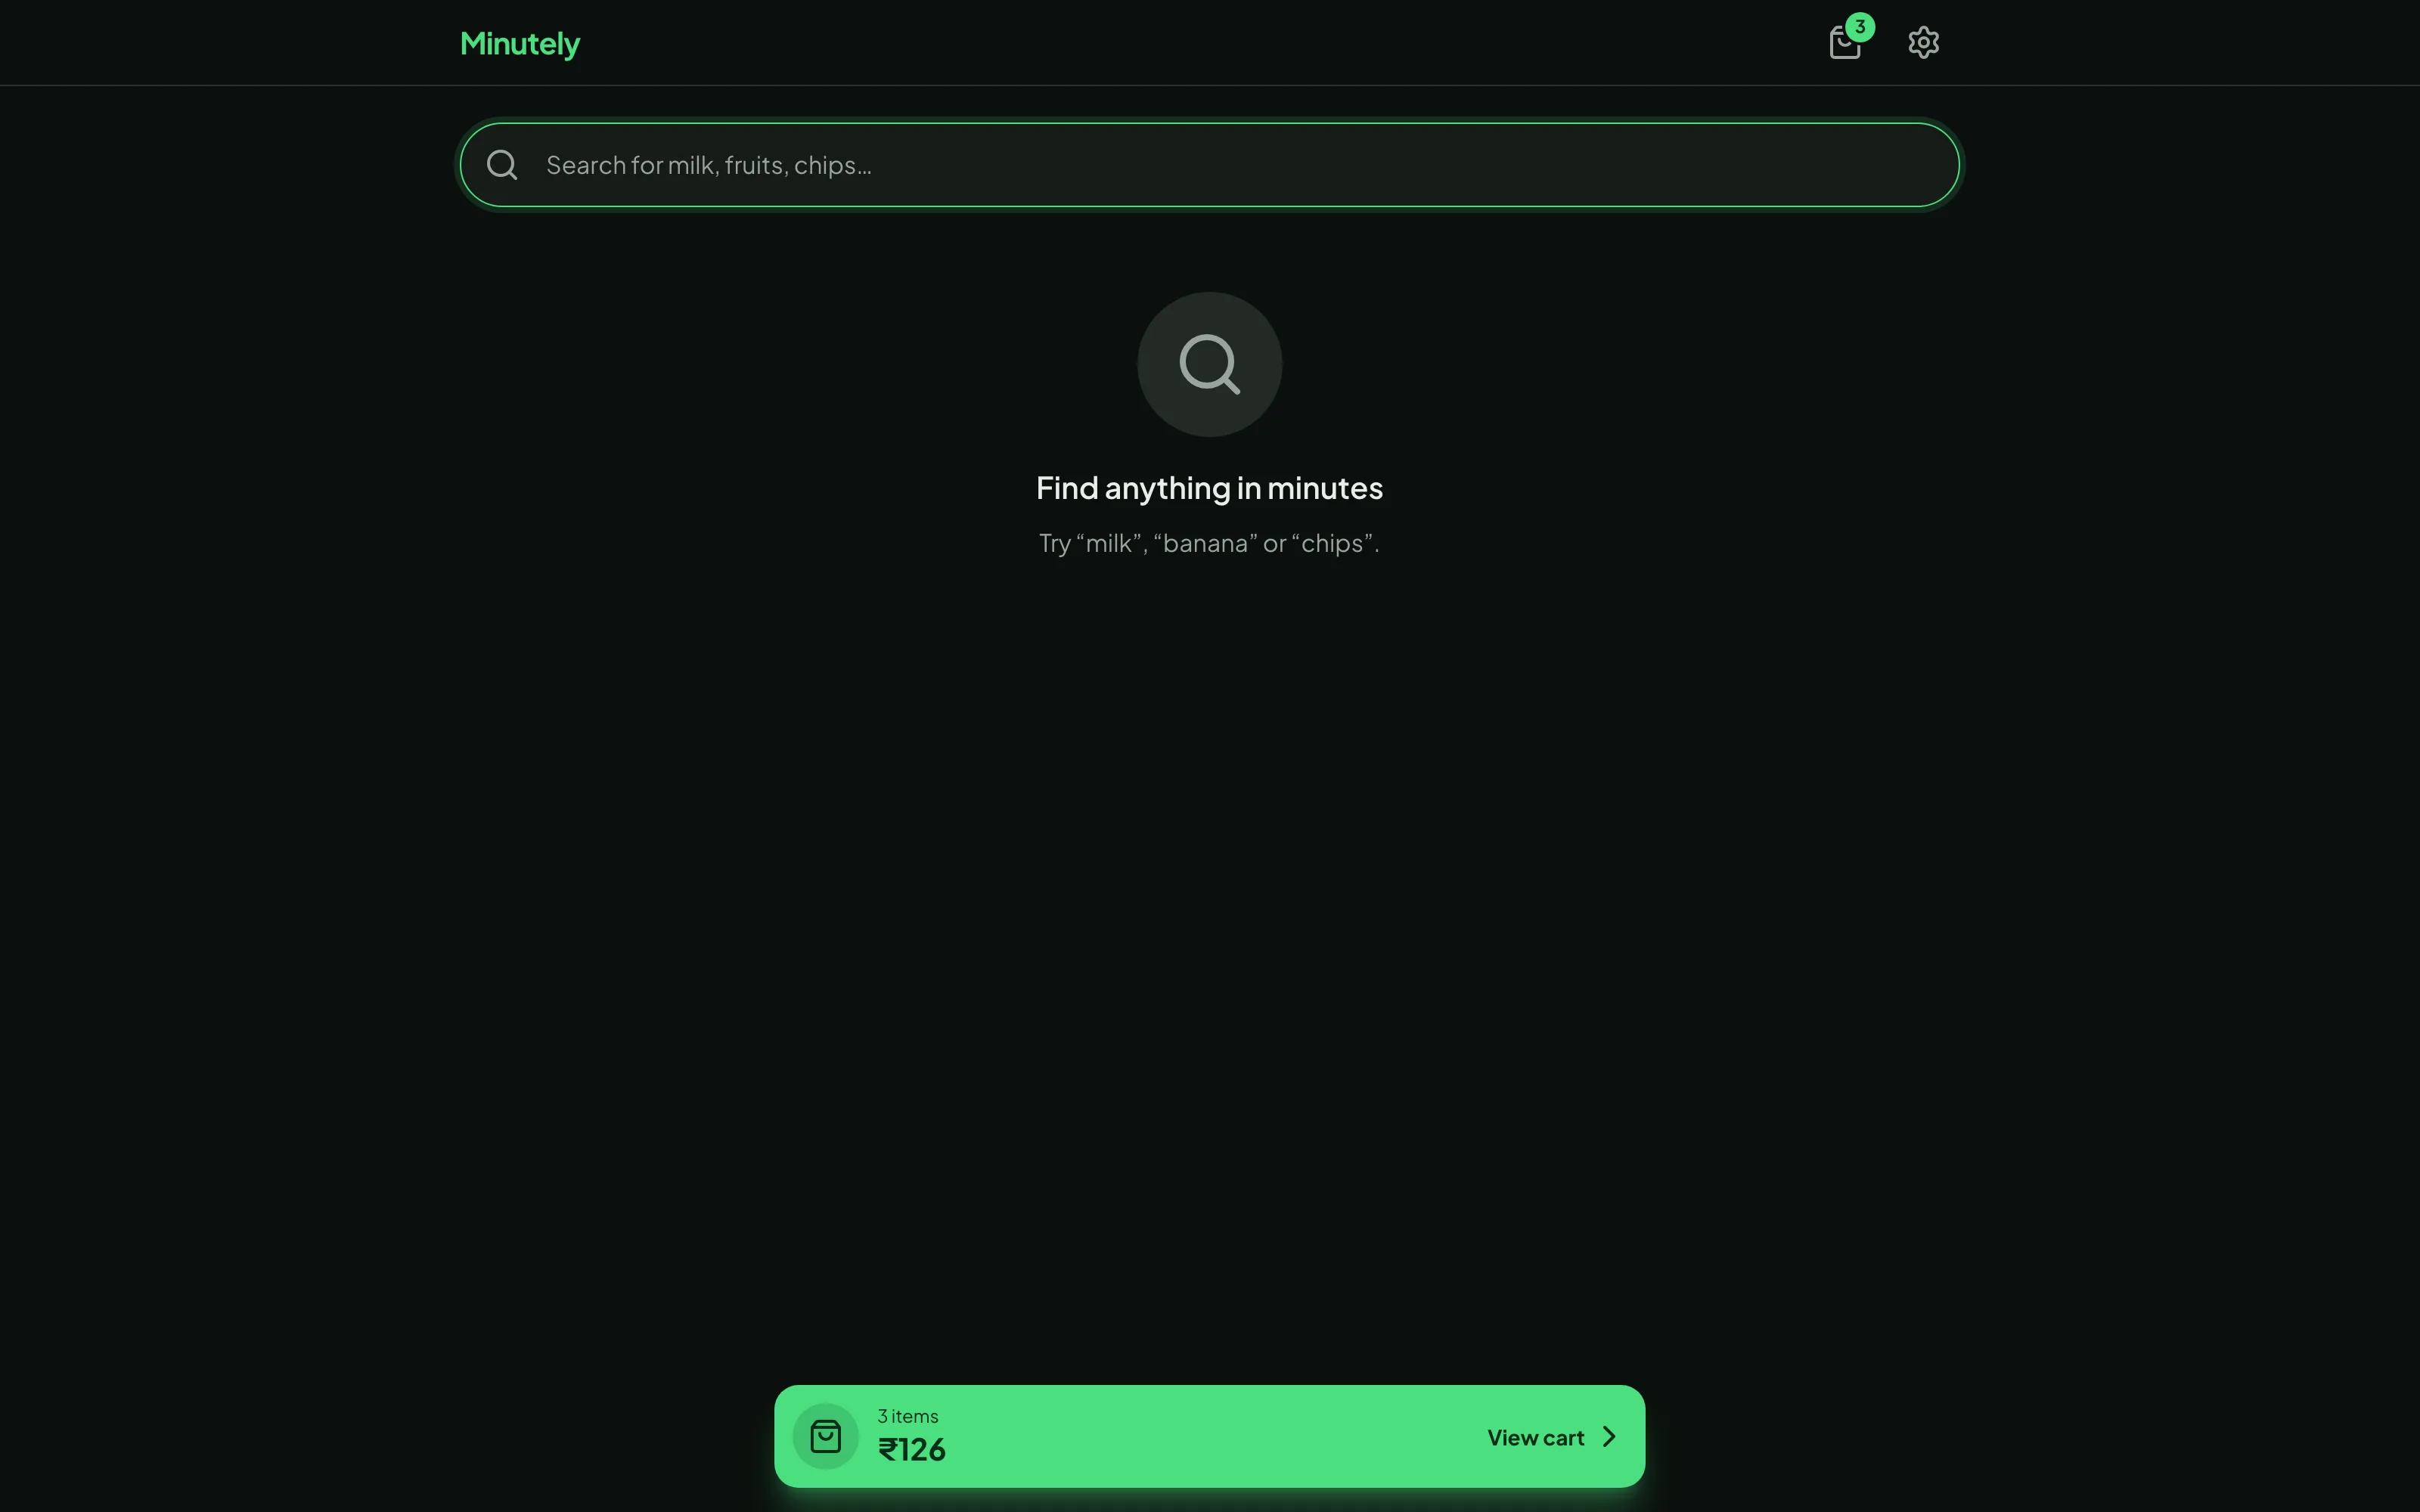 Minutely
3
Search for milk, fruits, chips…
Find anything in minutes
Try “milk”, “banana” or “chips”.
3 items
₹126
View cart